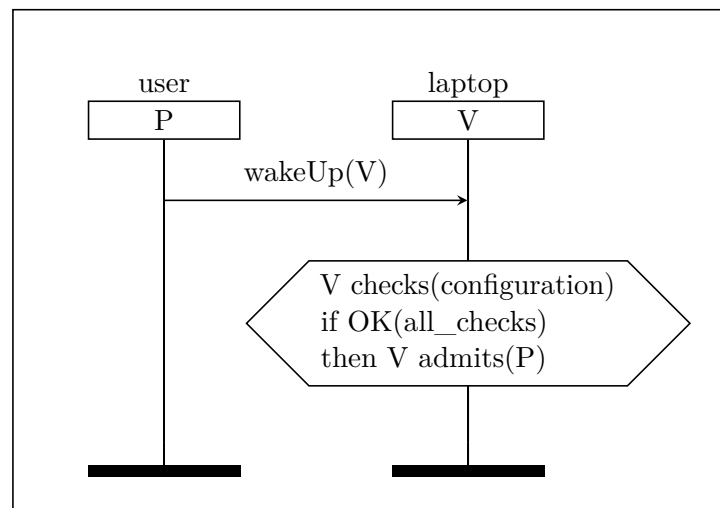 user
laptop
P
V
wakeUp(V)
V checks(configuration)
if OK(all_checks)
then V admits(P)